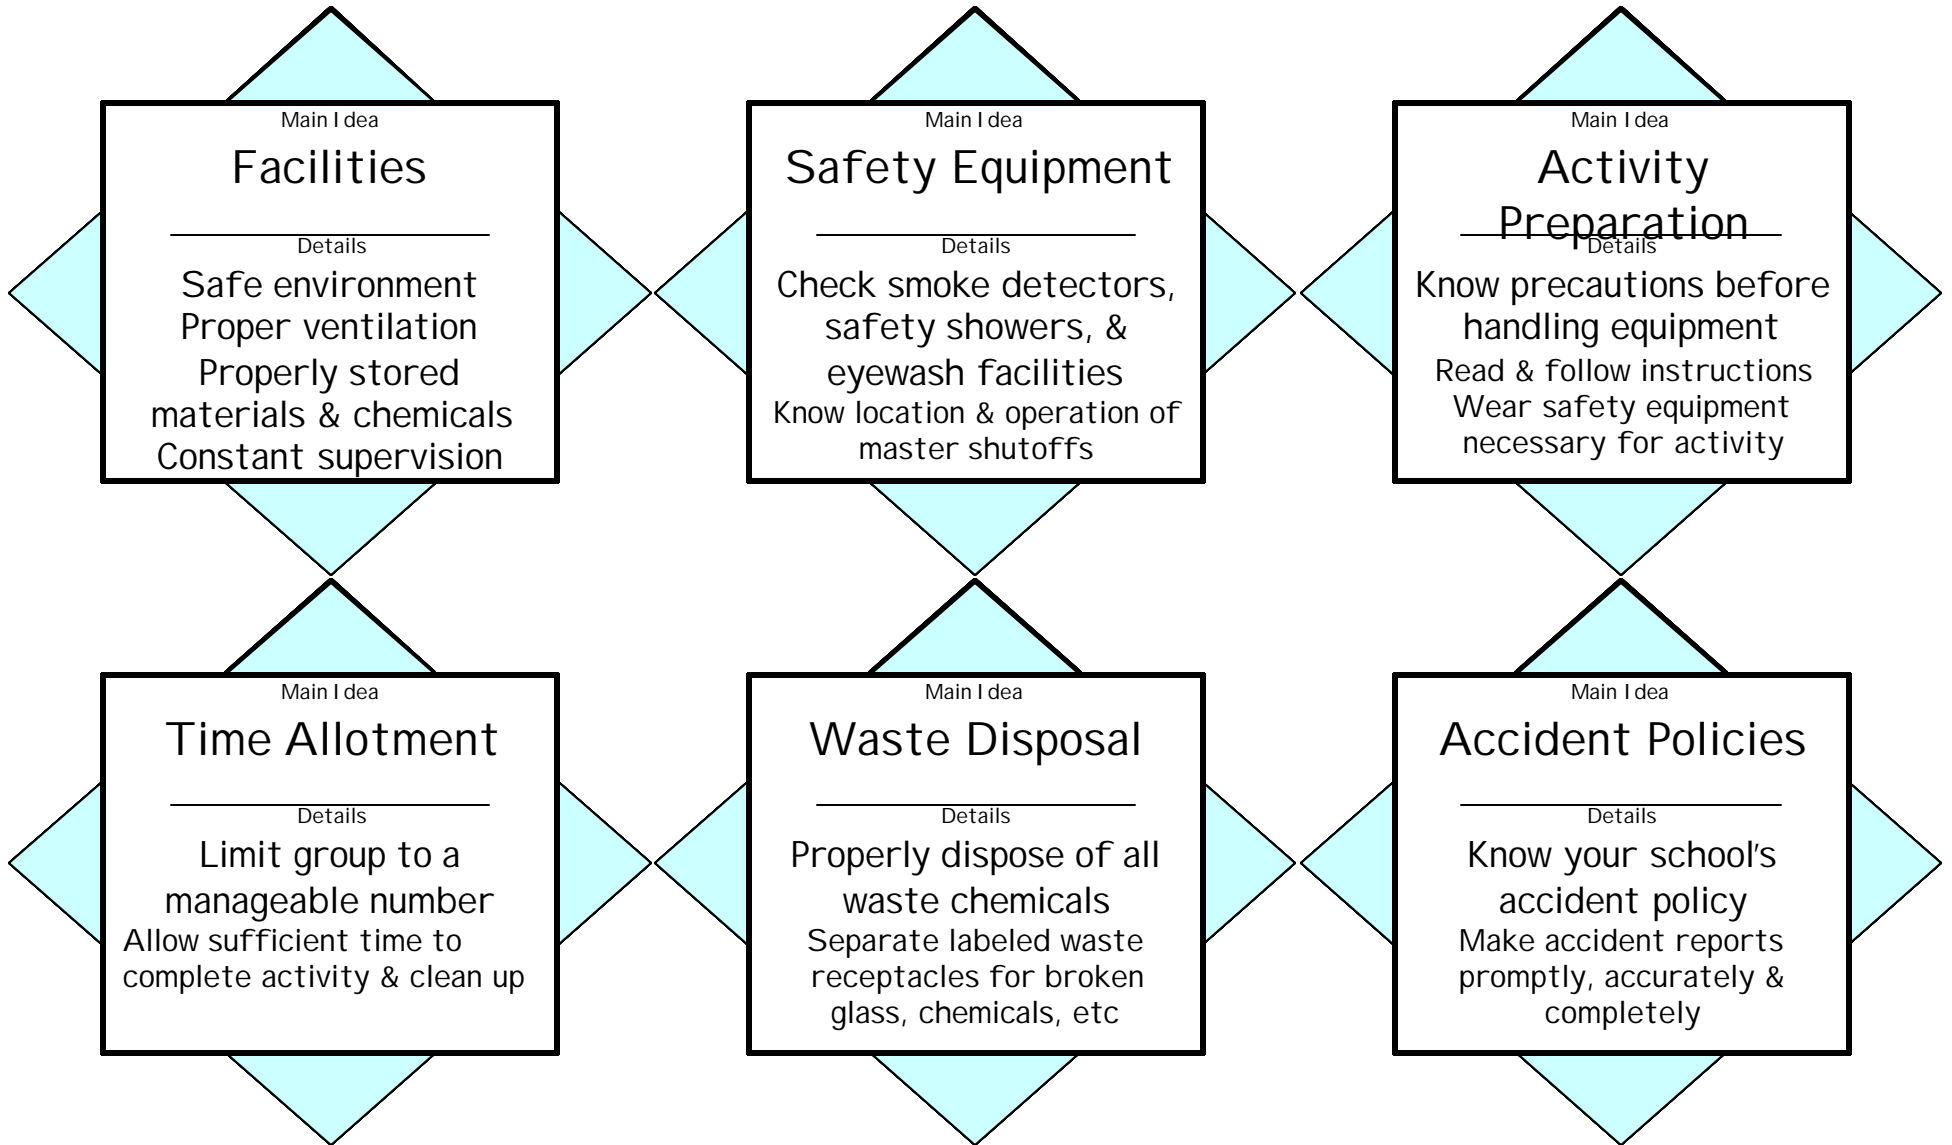 Main Idea
Facilities
Details
Safe environment
Proper ventilation
Properly stored
materials & chemicals
Constant supervision
Main Idea
Safety Equipment
Details
Check smoke detectors,
safety showers, &
eyewash facilities
Know location & operation of
master shutoffs
Main Idea
Activity
Preparation
Details
Know precautions before
handling equipment
Read & follow instructions
Wear safety equipment
necessary for activity
Main Idea
Time Allotment
Details
Limit group to a
manageable number
Allow sufficient time to
complete activity & clean up
Main Idea
Waste Disposal
Details
Properly dispose of all
waste chemicals
Separate labeled waste
receptacles for broken
glass, chemicals, etc
Main Idea
Accident Policies
Details
Know your school's
accident policy
Make accident reports
promptly, accurately &
completely